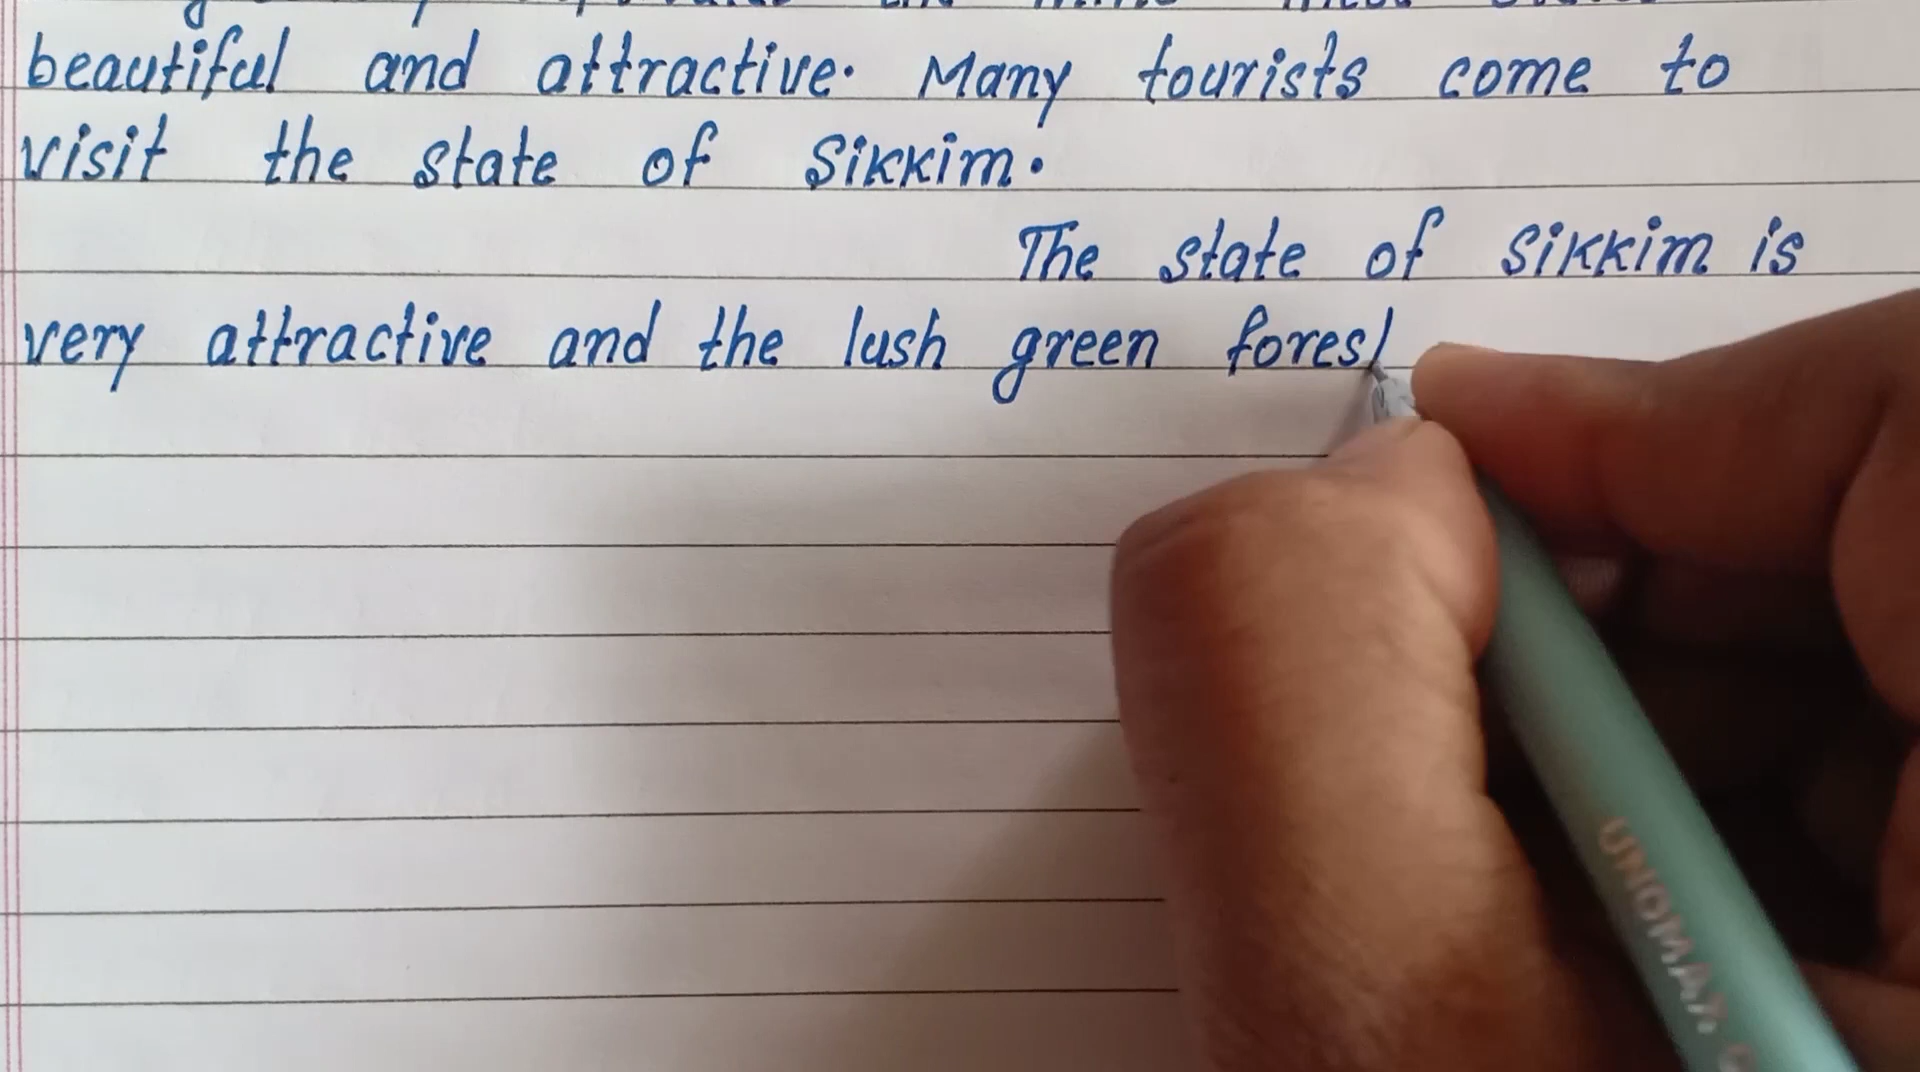 beautiful and attractive. Many tourists come to
visit the state of Sikkim.
The state of Sikkim is
very attractive and the lush green forest
UNOMAX